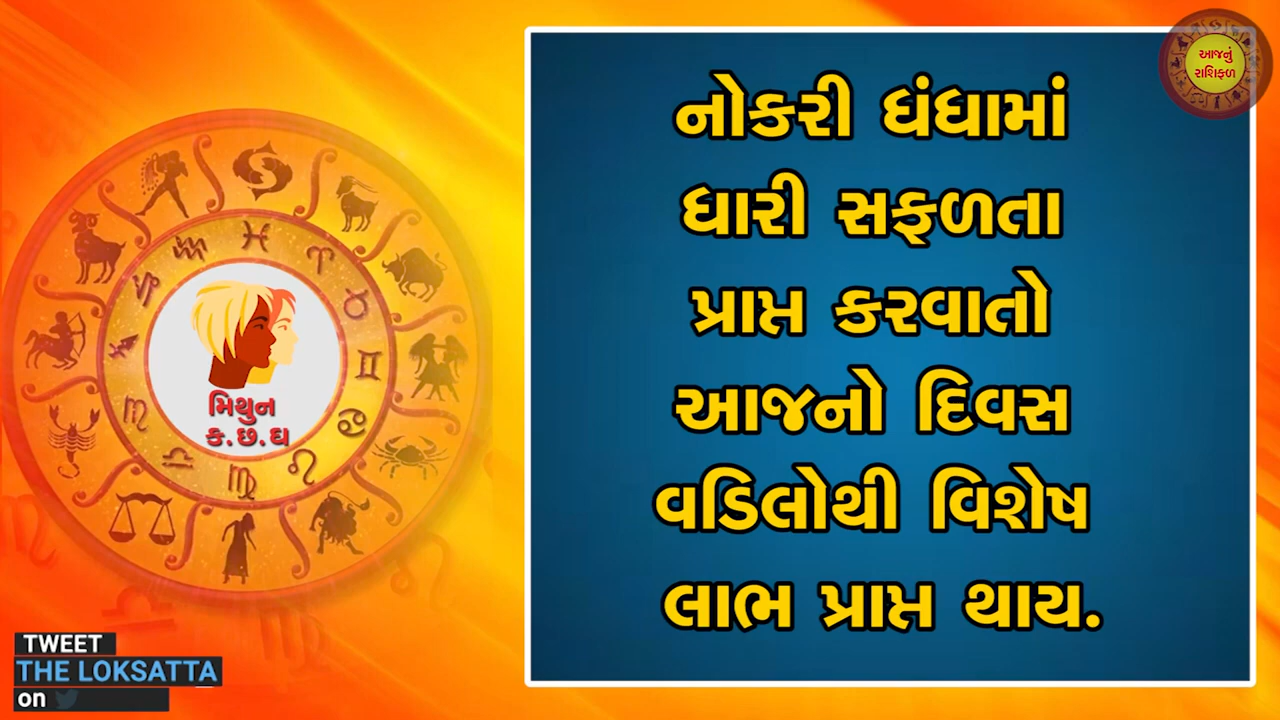 આજનું
રાશિફળ
નોકરી ધંધામાં
ધારી સફળતા
પ્રાપ્ત કરવાતો
આજનો દિવસ
વડિલોથી વિશેષ
લાભ પ્રાપ્ત થાય.
મિથુન
ક.છ.ઘ
TWEET
THE LOKSATTA
on